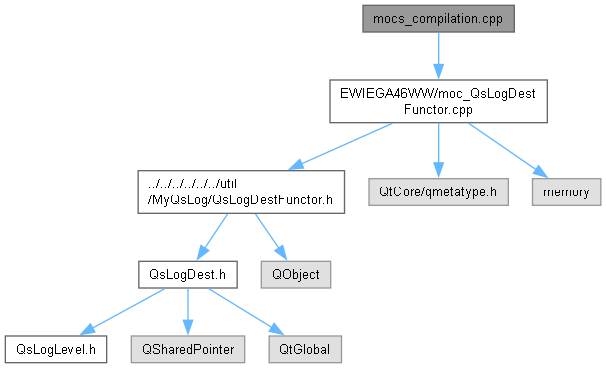 mocs_compilation.cpp
EWIEGA46WW/moc_QsLogDest
Functor.cpp
../../../../../../util
/MyQsLog/QsLogDestFunctor.h
QtCore/qmetatype.h
memory
QsLogDest.h
QObject
QsLogLevel.h
QSharedPointer
QtGlobal